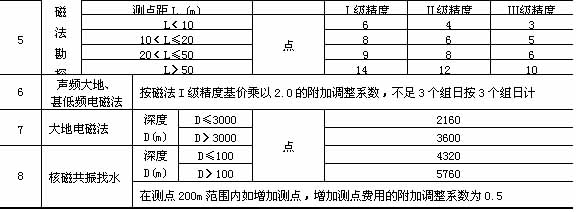 测点距L (m) Ⅰ级精度 Ⅱ级精度 Ⅲ级精度
5 磁法勘探 L<10 点 6 4 3
10<L≤20 8 6 5
20<L≤50 9 8 6
L>50 14 12 10
6 声频大地、甚低频电磁法 按磁法Ⅰ级精度基价乘以2.0的附加调整系数，不足3个组日按3个组日计
7 大地电磁法 深度D(m) D≤3000 点 2160
D>3000 3600
8 核磁共振找水 深度D(m) D≤100 4320
D>100 5760
在测点200m范围内如增加测点，增加测点费用的附加调整系数为0.5